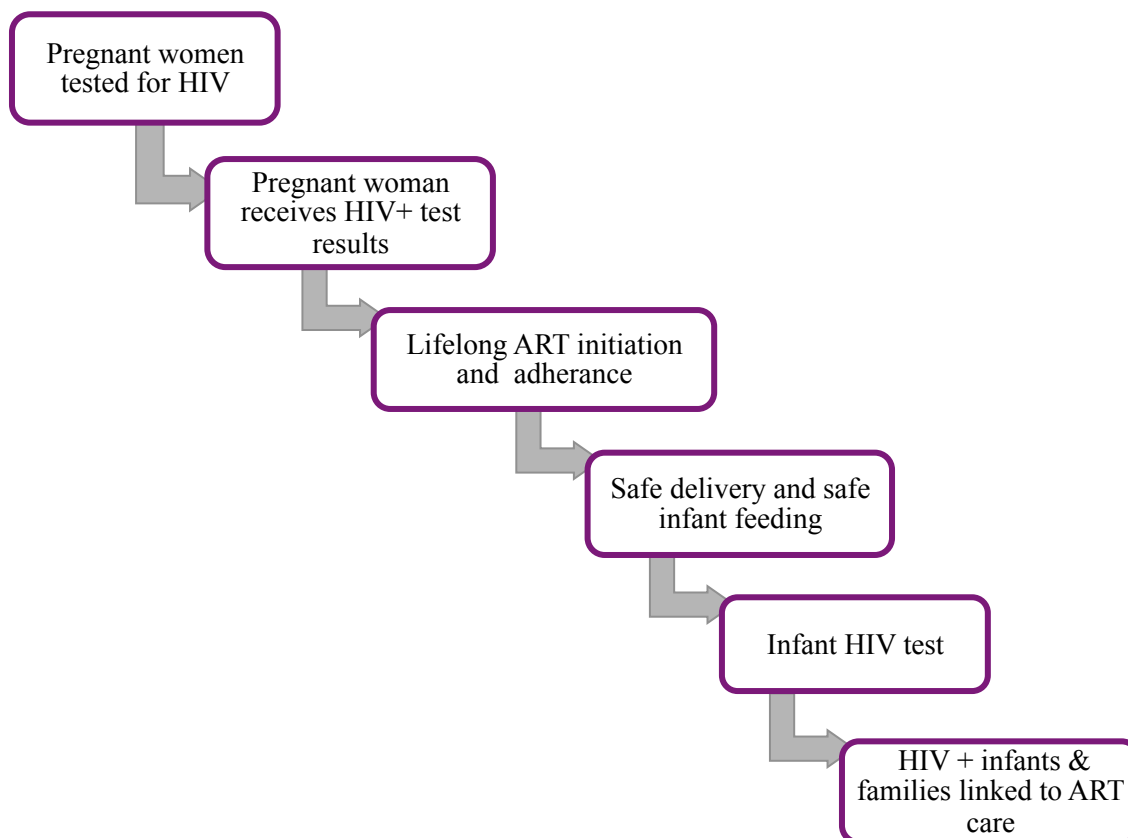 Pregnant women
tested for HIV
Pregnant woman
receives HIV+ test
results
Lifelong ART initiation
and  adherance
Safe delivery and safe
infant feeding
Infant HIV test
HIV + infants &
families linked to ART
care